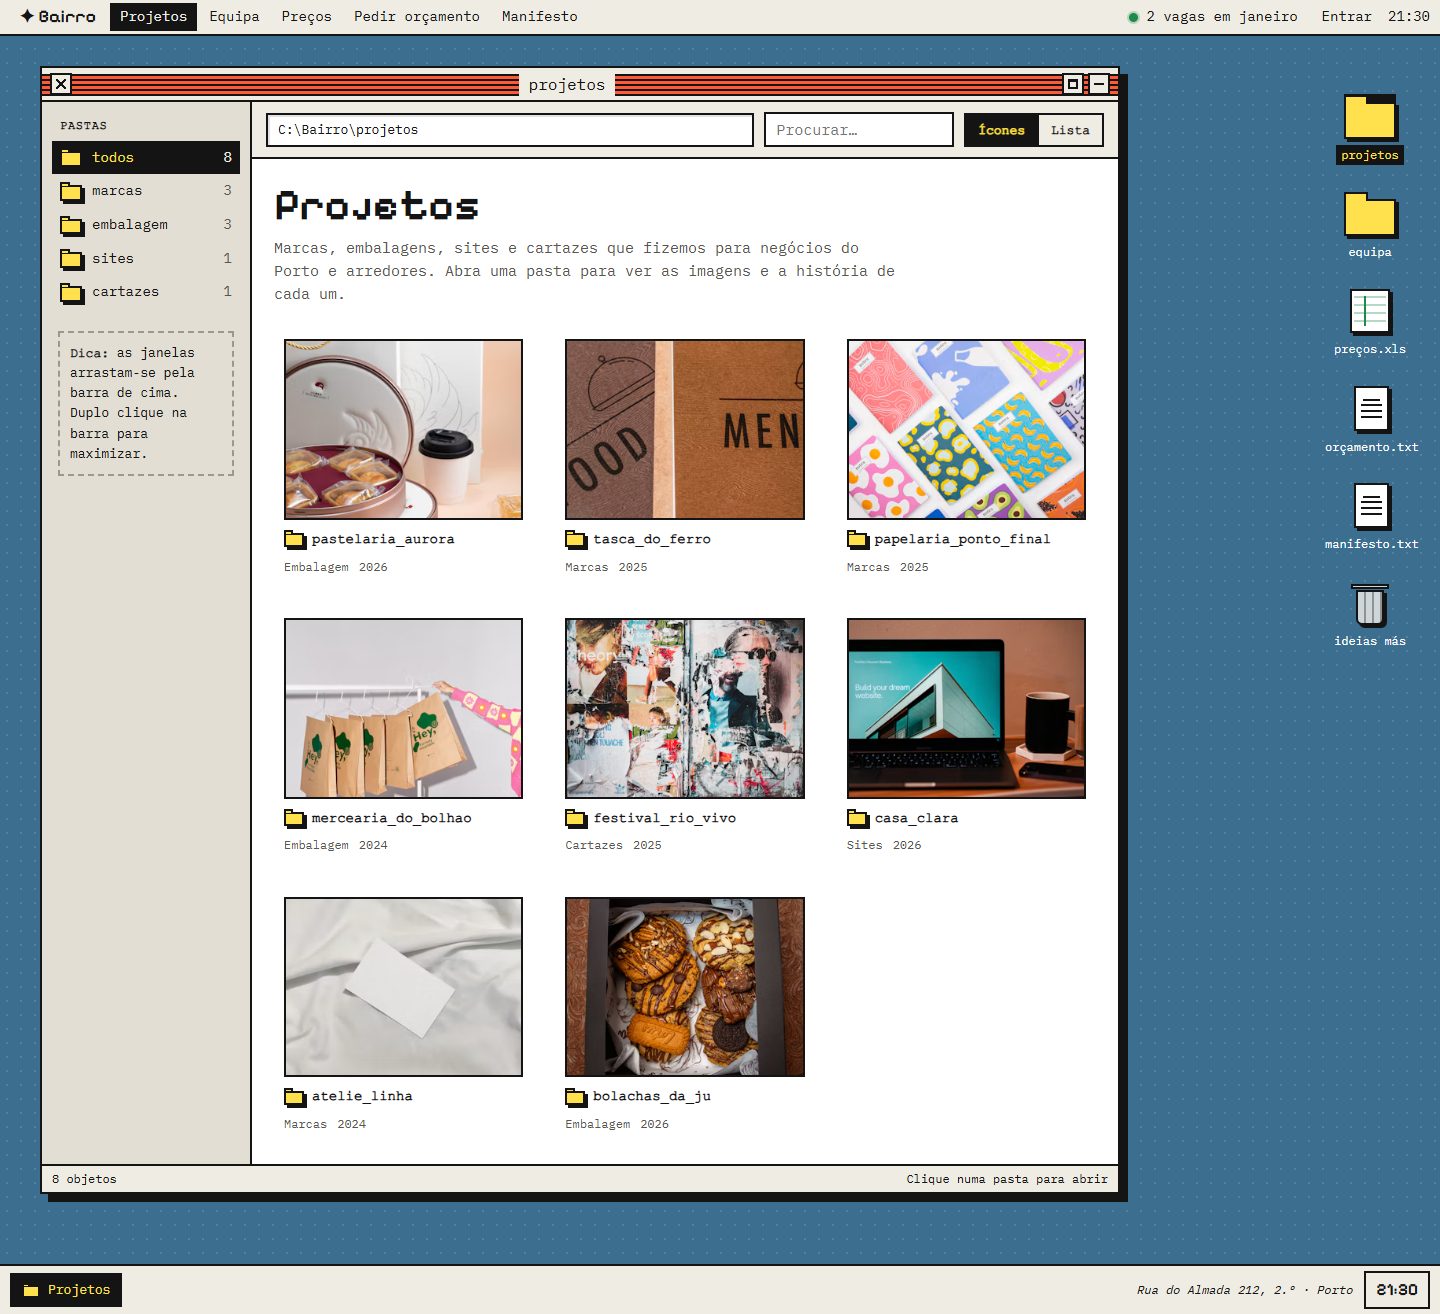 ✦ Bairro Projetos Equipa Preços Pedir orçamento Manifesto 2 vagas em janeiro Entrar 21:30
projetos
PASTAS
todos 8
marcas 3
embalagem 3
sites 1
cartazes 1
Dica: as janelas
arrastam-se pela
barra de cima.
Duplo clique na
barra para
maximizar.
C:\Bairro\projetos Procurar… Ícones Lista
Projetos
Marcas, embalagens, sites e cartazes que fizemos para negócios do
Porto e arredores. Abra uma pasta para ver as imagens e a história de
cada um.
OOD
MEN
pastelaria_aurora
Embalagem 2026
tasca_do_ferro
Marcas 2025
papelaria_ponto_final
Marcas 2025
Hey,
Hey,
theory
Build your dream
website.
mercearia_do_bolhao
Embalagem 2024
festival_rio_vivo
Cartazes 2025
casa_clara
Sites 2026
atelie_linha
Marcas 2024
bolachas_da_ju
Embalagem 2026
8 objetos Clique numa pasta para abrir
projetos
equipa
preços.xls
orçamento.txt
manifesto.txt
ideias más
Projetos Rua do Almada 212, 2.º · Porto 21:30